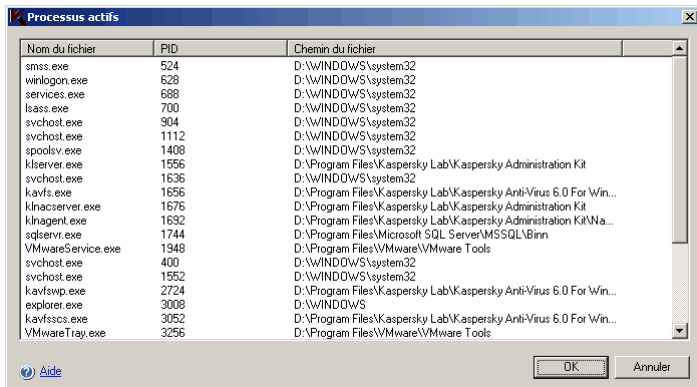 Processus actifs
Nom du fichier PID Chemin du fichier
smss.exe 524 D:\WINDOWS\system32
winlogon.exe 628 D:\WINDOWS\system32
services.exe 688 D:\WINDOWS\system32
lsass.exe 700 D:\WINDOWS\system32
svchost.exe 904 D:\WINDOWS\system32
svchost.exe 1112 D:\WINDOWS\system32
spoolsv.exe 1408 D:\WINDOWS\system32
klserver.exe 1556 D:\Program Files\Kaspersky Lab\Kaspersky Administration Kit
svchost.exe 1636 D:\WINDOWS\system32
kavfs.exe 1656 D:\Program Files\Kaspersky Lab\Kaspersky Anti-Virus 6.0 For Win...
klnacserver.exe 1676 D:\Program Files\Kaspersky Lab\Kaspersky Administration Kit
klnagent.exe 1692 D:\Program Files\Kaspersky Lab\Kaspersky Administration Kit\Na...
sqlservr.exe 1744 D:\Program Files\Microsoft SQL Server\MSSQL\Binn
VMwareService.exe 1948 D:\Program Files\VMware\VMware Tools
svchost.exe 400 D:\WINDOWS\system32
svchost.exe 1552 D:\WINDOWS\system32
kavfswp.exe 2724 D:\Program Files\Kaspersky Lab\Kaspersky Anti-Virus 6.0 For Win...
explorer.exe 3008 D:\WINDOWS
kavfsscs.exe 3052 D:\Program Files\Kaspersky Lab\Kaspersky Anti-Virus 6.0 For Win...
VMwareTray.exe 3256 D:\Program Files\VMware\VMware Tools
Aide OK Annuler